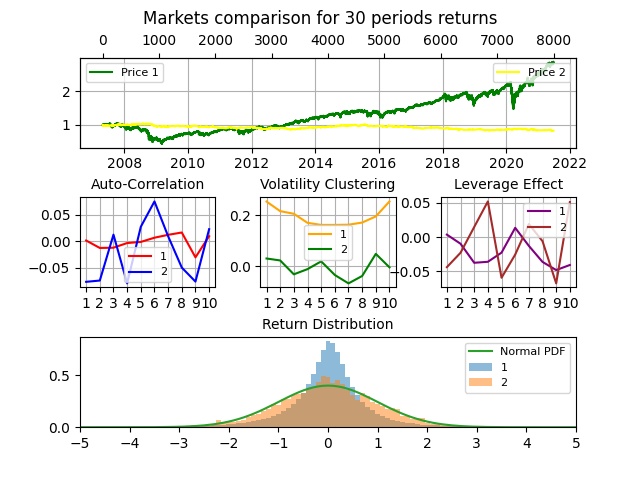 Markets comparison for 30 periods returns
0 1000 2000 3000 4000 5000 6000 7000 8000
Price 1
Price 2
2
1
2008 2010 2012 2014 2016 2018 2020 2022
Auto-Correlation
0.05
0.00
−0.05
1
2
1 2 3 4 5 6 7 8 9 10
Volatility Clustering
0.2
0.0
1
2
1 2 3 4 5 6 7 8 9 10
Leverage Effect
0.05
0.00
−0.05
1
2
1 2 3 4 5 6 7 8 9 10
Return Distribution
0.5
0.0
Normal PDF
1
2
−5 −4 −3 −2 −1 0 1 2 3 4 5